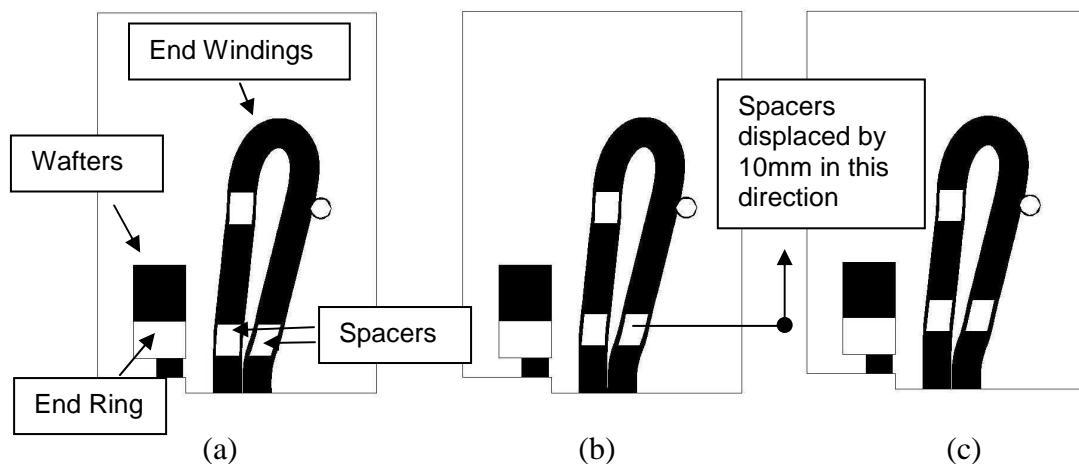 End Windings
Wafters
Spacers
End Ring
Spacers
displaced by
10mm in this
direction
(a)
(b)
(c)